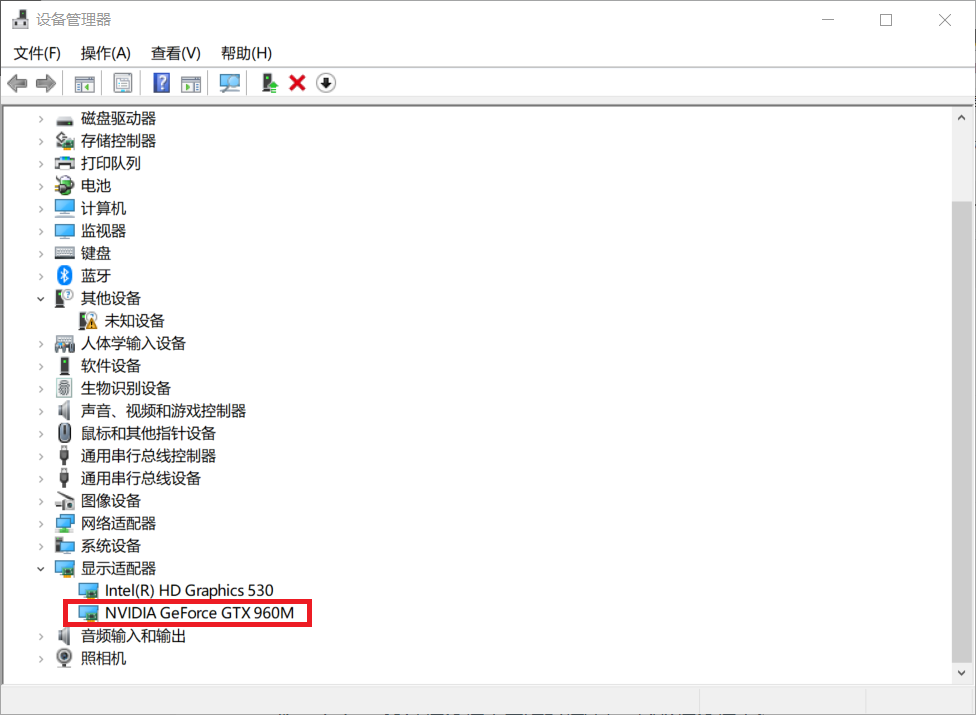 设备管理器
文件(F) 操作(A) 查看(V) 帮助(H)
磁盘驱动器
存储控制器
打印队列
电池
计算机
监视器
键盘
蓝牙
其他设备
未知设备
人体学输入设备
软件设备
生物识别设备
声音、视频和游戏控制器
鼠标和其他指针设备
通用串行总线控制器
通用串行总线设备
图像设备
网络适配器
系统设备
显示适配器
Intel(R) HD Graphics 530
NVIDIA GeForce GTX 960M
音频输入和输出
照相机